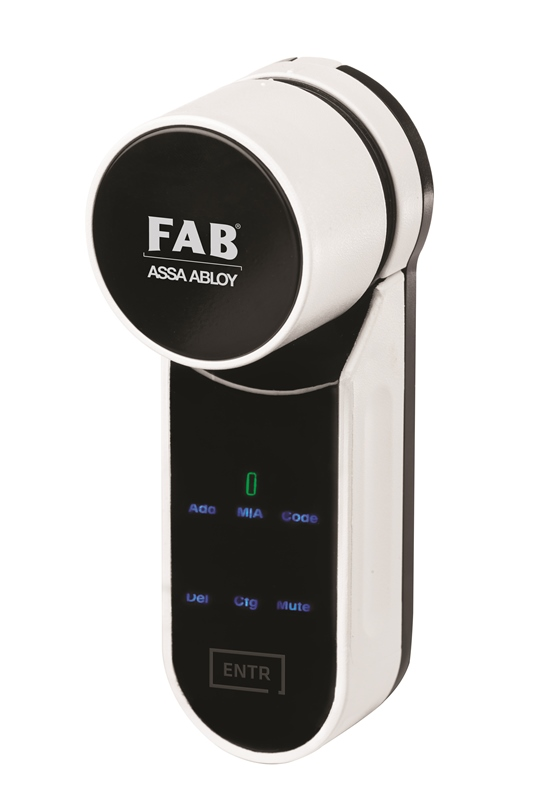 FAB®
ASSA ABLOY
0
Add M|A Code
Del Cfg Mute
ENTR